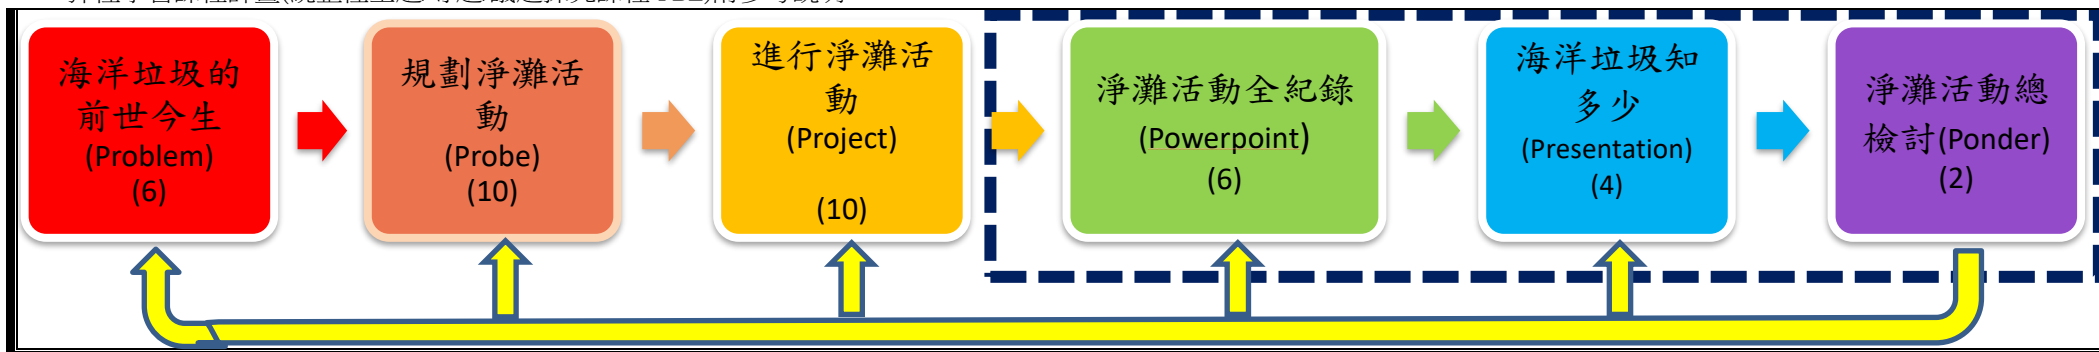 海洋垃圾的
前世今生
(Problem)
(6)
規劃淨灘活
動
(Probe)
(10)
進行淨灘活
動
(Project)
(10)
淨灘活動全紀錄
(Powerpoint)
(6)
海洋垃圾知
多少
(Presentation)
(4)
淨灘活動總
檢討(Ponder)
(2)